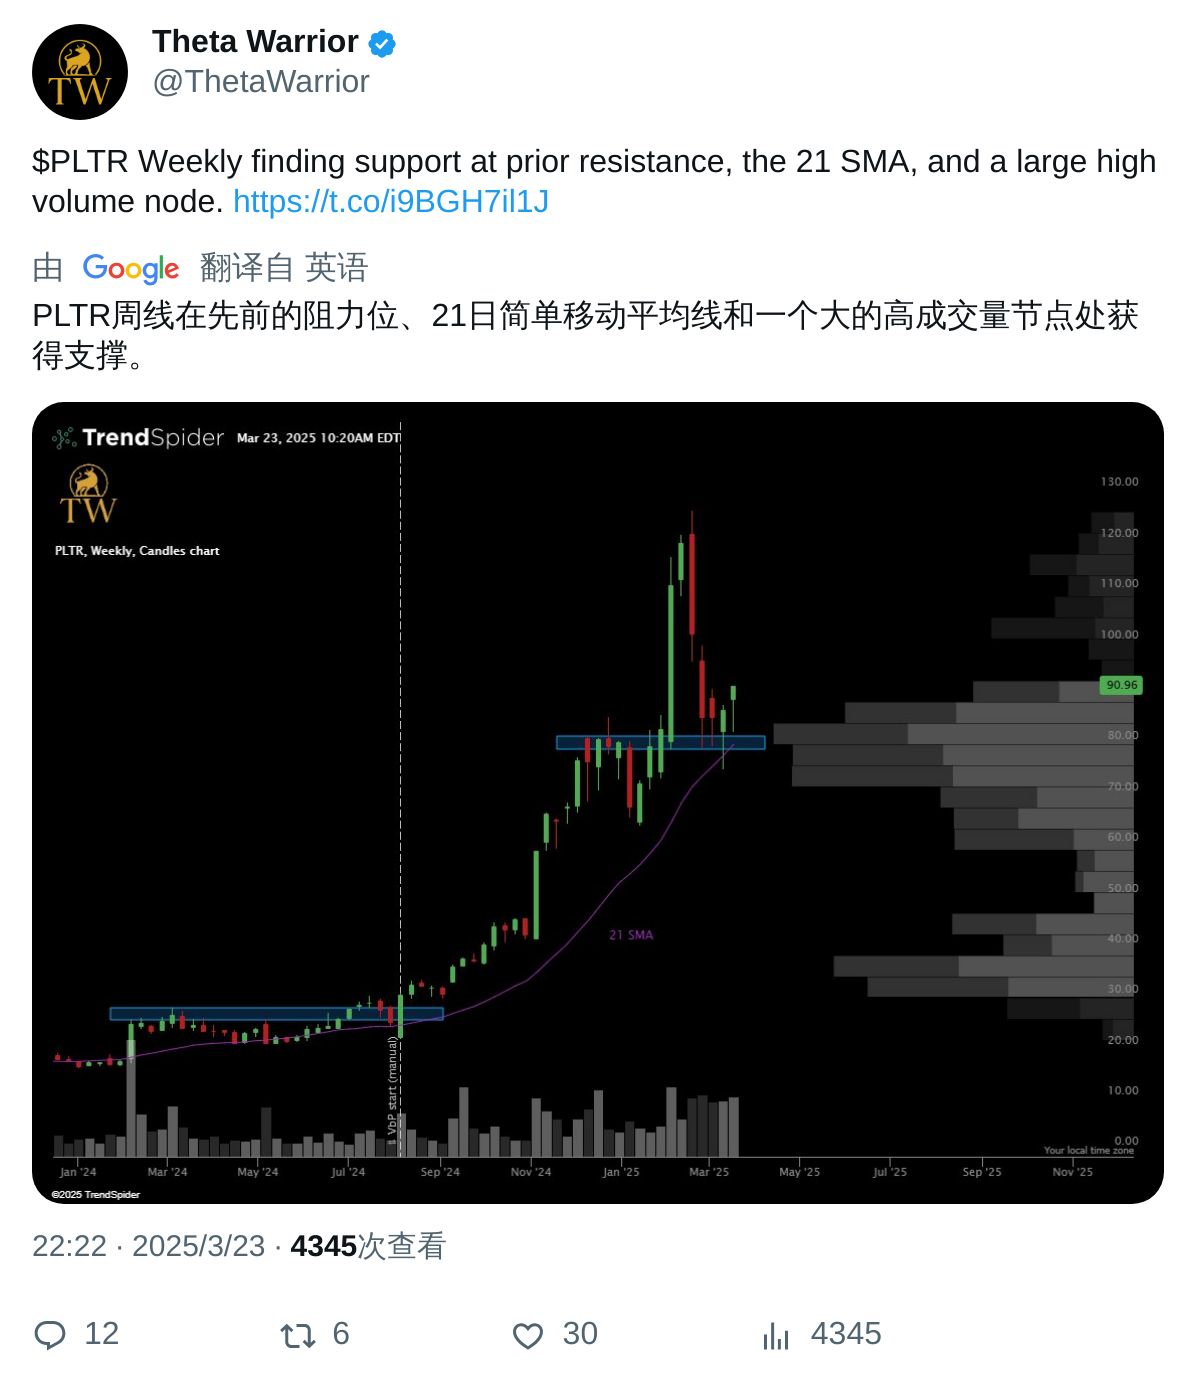 Theta Warrior
@ThetaWarrior
$PLTR Weekly finding support at prior resistance, the 21 SMA, and a large high
volume node. https://t.co/i9BGH7il1J
由 Google 翻译自 英语
PLTR周线在先前的阻力位、21日简单移动平均线和一个大的高成交量节点处获
得支撑。
TrendSpider Mar 23, 2025 10:20AM EDT
TW
PLTR, Weekly, Candles chart
130.00
120.00
110.00
100.00
90.96
80.00
70.00
60.00
50.00
21 SMA
40.00
30.00
20.00
10.00
VbP start (manual)
0.00
Your local time zone
Jan '24 Mar '24 May '24 Jul '24 Sep '24 Nov '24 Jan '25 Mar '25 May '25 Jul '25 Sep '25 Nov '25
©2025 TrendSpider
22:22 · 2025/3/23 · 4345次查看
12 6 30 4345